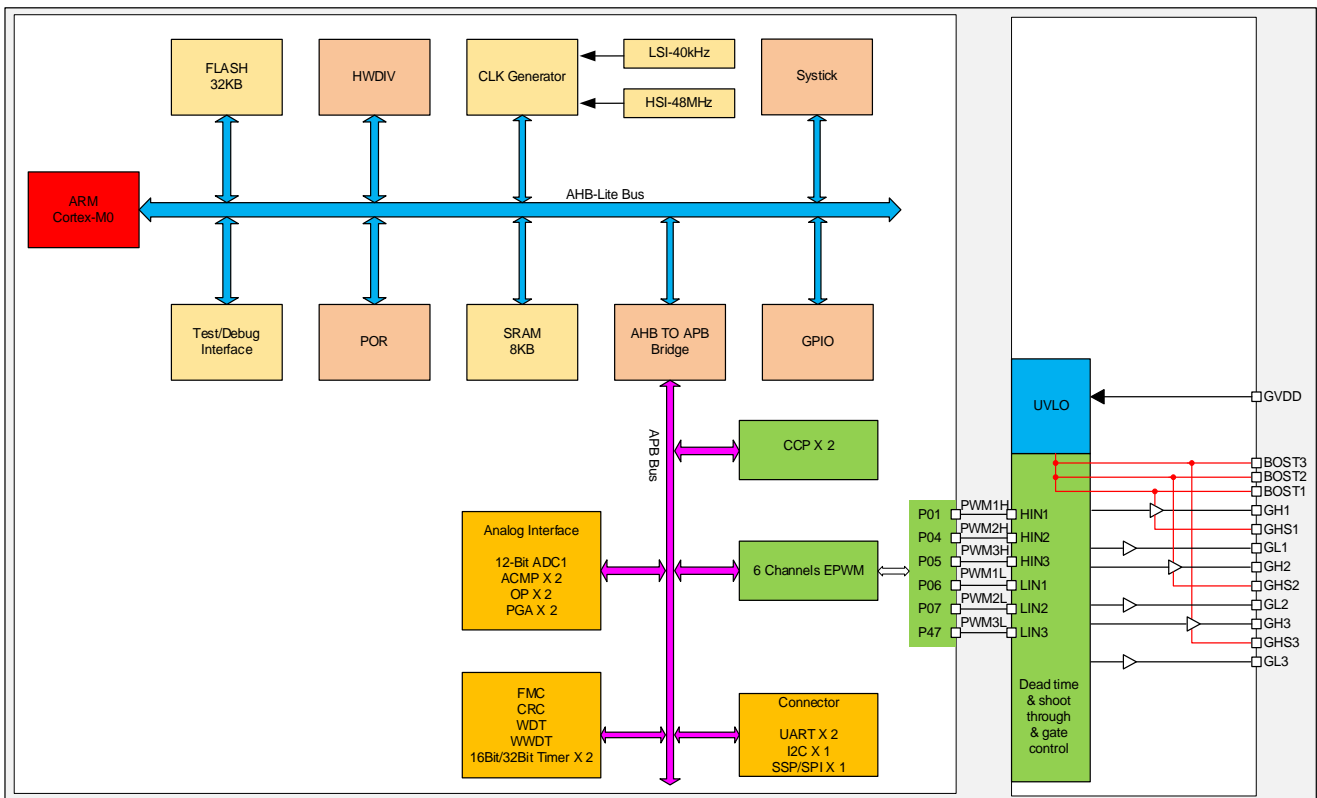 FLASH
32KB
HWDIV
CLK Generator
LSI-40kHz
HSI-48MHz
Systick
ARM
Cortex-M0
AHB-Lite Bus
Test/Debug
Interface
POR
SRAM
8KB
AHB TO APB
Bridge
GPIO
APB Bus
CCP X 2
Analog Interface
12-Bit ADC1
ACMP X 2
OP X 2
PGA X 2
6 Channels EPWM
FMC
CRC
WDT
WWDT
16Bit/32Bit Timer X 2
Connector
UART X 2
I2C X 1
SSP/SPI X 1
P01
P04
P05
P06
P07
P47
PWM1H
PWM2H
PWM3H
PWM1L
PWM2L
PWM3L
UVLO
HIN1
HIN2
HIN3
LIN1
LIN2
LIN3
Dead time
& shoot
through
& gate
control
GVDD
BOST3
BOST2
BOST1
GH1
GHS1
GL1
GH2
GHS2
GL2
GH3
GHS3
GL3